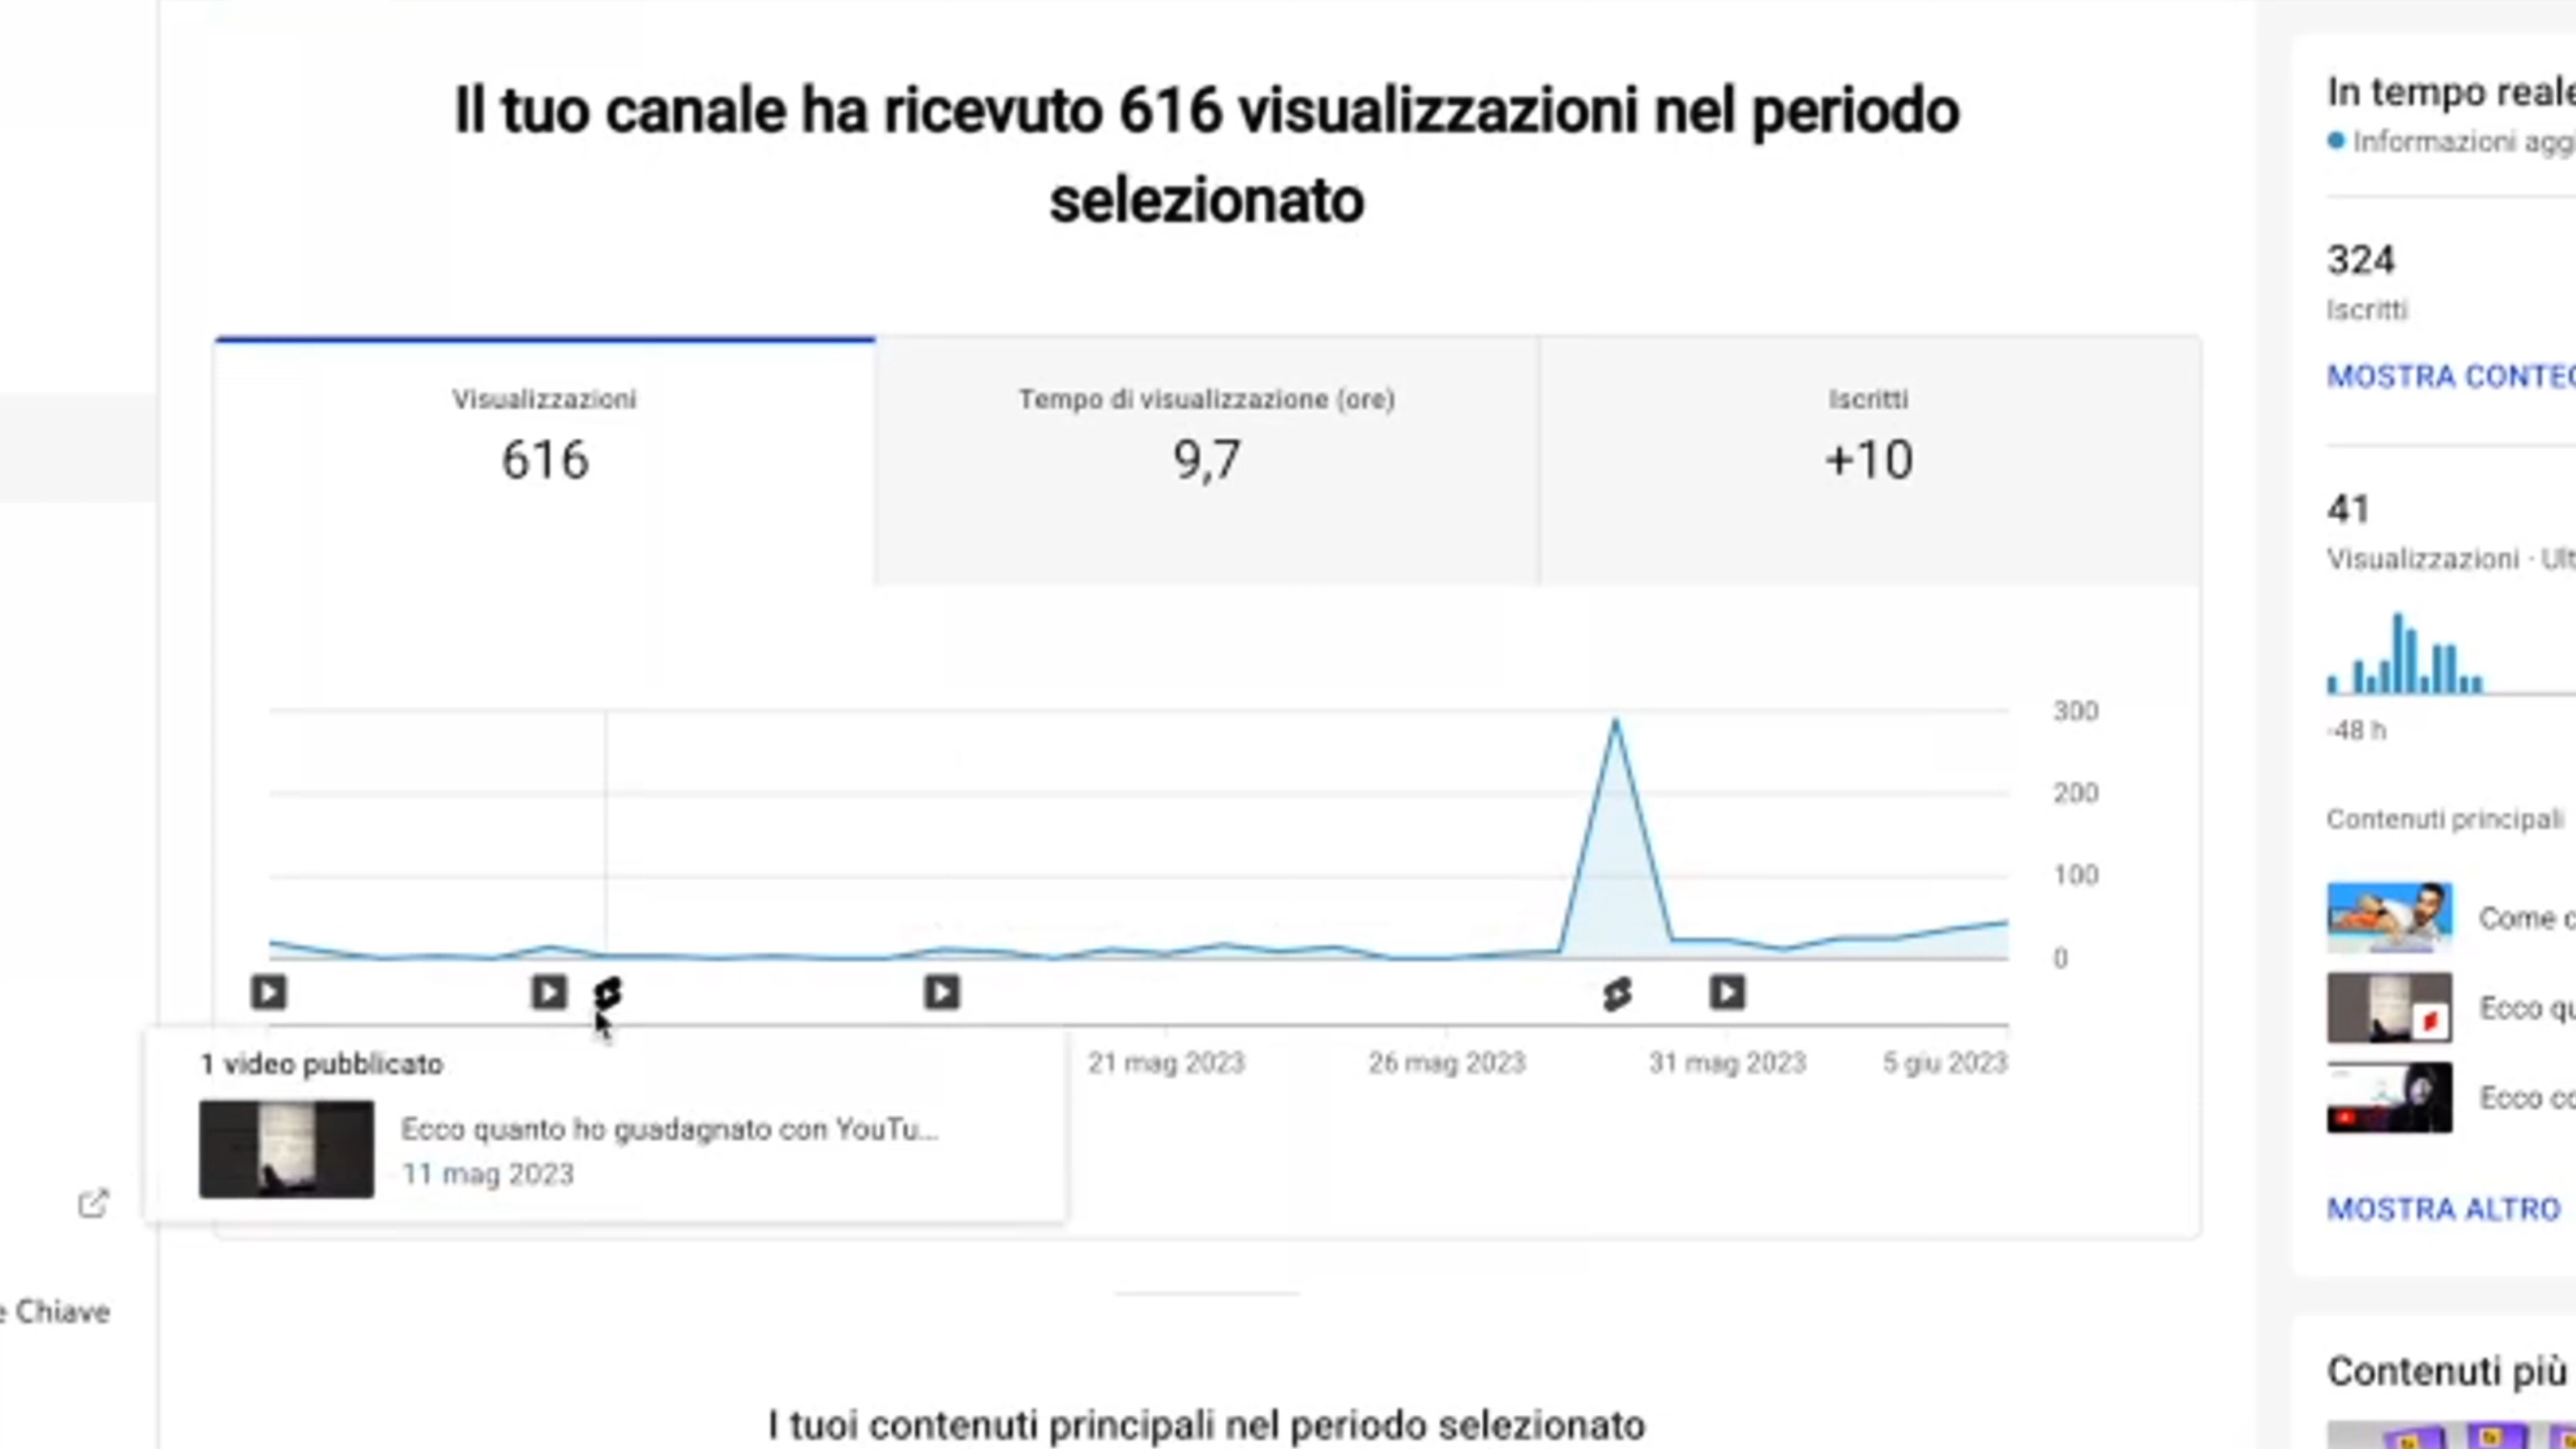 Il tuo canale ha ricevuto 616 visualizzazioni nel periodo
selezionato
Visualizzazioni
616
Tempo di visualizzazione (ore)
9,7
Iscritti
+10
300
200
100
0
21 mag 2023
26 mag 2023
31 mag 2023
5 giu 2023
1 video pubblicato
Ecco quanto ho guadagnato con YouTu...
11 mag 2023
e Chiave
I tuoi contenuti principali nel periodo selezionato
In tempo reale
Informazioni agg
324
Iscritti
MOSTRA CONTEG
41
Visualizzazioni · Ult
-48 h
Contenuti principali
Come c
Ecco qu
Ecco co
MOSTRA ALTRO
Contenuti più